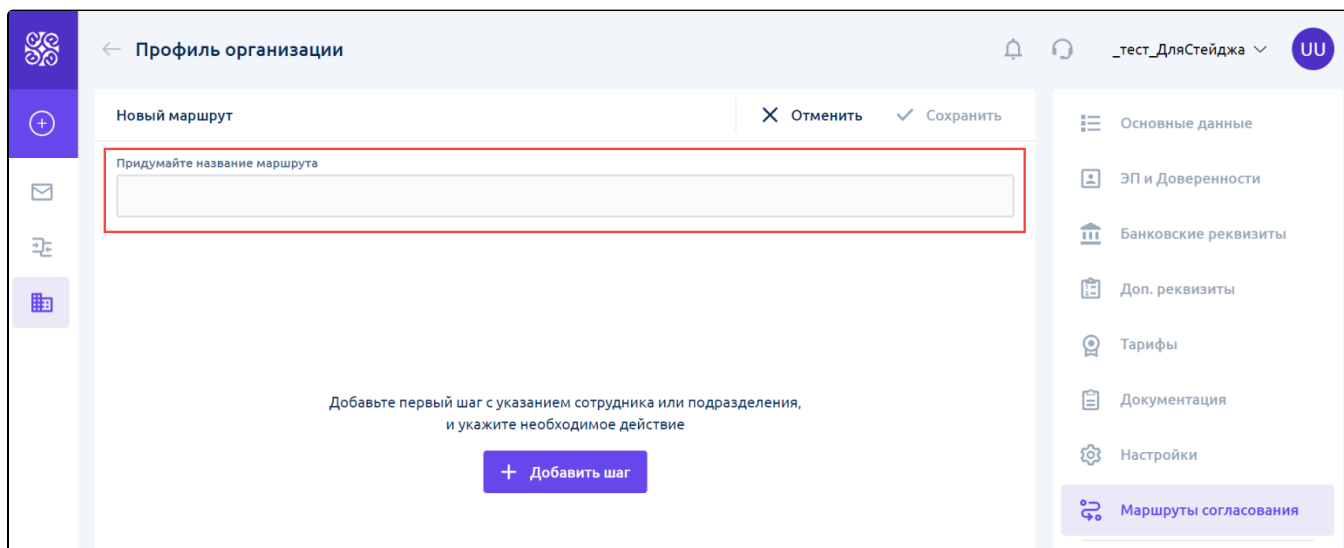 Профиль организации
_тест_ДляСтейджа
UU
Новый маршрут
Отменить
Сохранить
Придумайте название маршрута
Добавьте первый шаг с указанием сотрудника или подразделения,
и укажите необходимое действие
Добавить шаг
Основные данные
ЭП и Доверенности
Банковские реквизиты
Доп. реквизиты
Тарифы
Документация
Настройки
Маршруты согласования